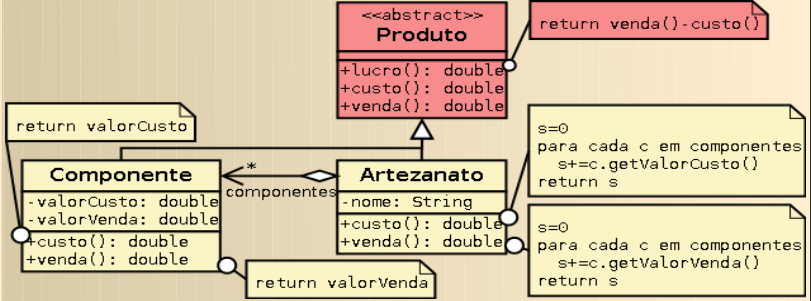 <<abstract>>
Produto
+lucro(): double
+custo(): double
+venda(): double
return venda()-custo()
return valorCusto
Componente
-valorCusto: double
-valorVenda: double
+custo(): double
+venda(): double
*
componentes
Artezanato
-nome: String
+custo(): double
+venda(): double
s=0
para cada c em componentes
s+=c.getValorCusto()
return s
s=0
para cada c em componentes
s+=c.getValorVenda()
return s
return valorVenda